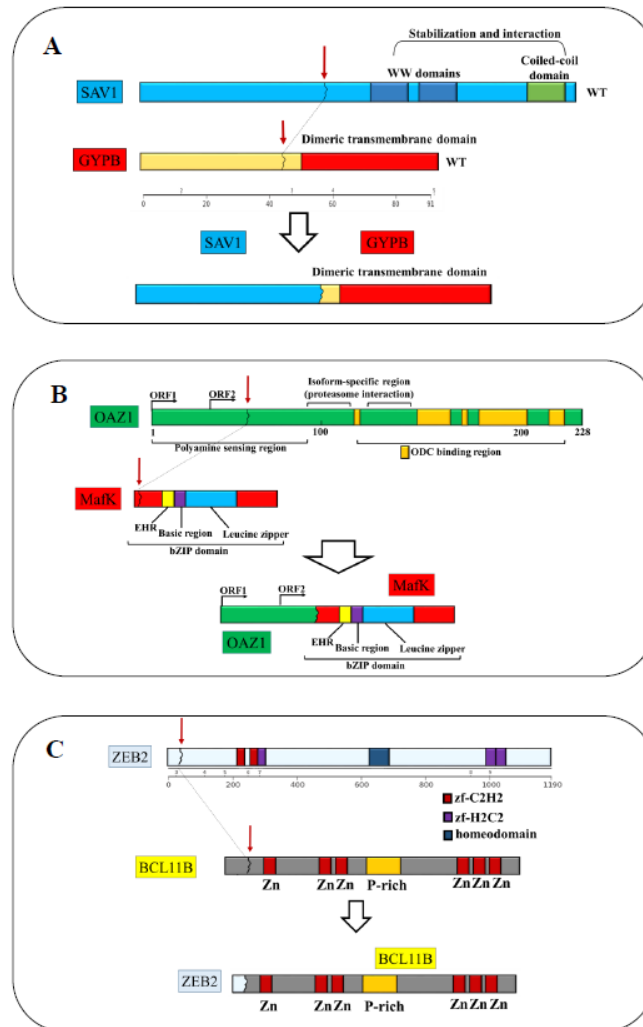 A
Stabilization and interaction
WW domains
Coiled-coil
domain
SAV1
WT
Dimeric transmembrane domain
GYPB
WT
0 20 40 60 80 91
SAV1
GYPB
Dimeric transmembrane domain
B
Isoform-specific region
(proteasome interaction)
ORF1
ORF2
OAZ1
1
100
200
228
Polyamine sensing region
ODC binding region
MafK
EHR
Basic region
Leucine zipper
bZIP domain
MafK
ORF1
ORF2
OAZ1
EHR
Basic region
Leucine zipper
bZIP domain
C
ZEB2
0 200 400 600 800 1000 1190
zf-C2H2
zf-H2C2
homeodomain
BCL11B
Zn Zn Zn P-rich Zn Zn Zn
BCL11B
ZEB2
Zn Zn Zn P-rich Zn Zn Zn